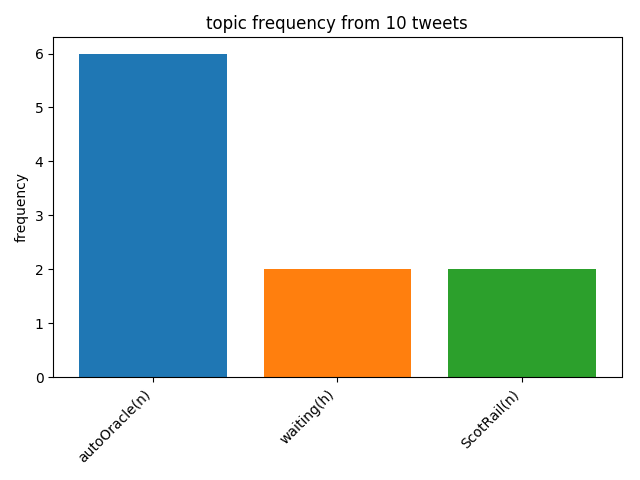 topic frequency from 10 tweets
frequency
6
5
4
3
2
1
0
autoOracle(n)
waiting(h)
ScotRail(n)